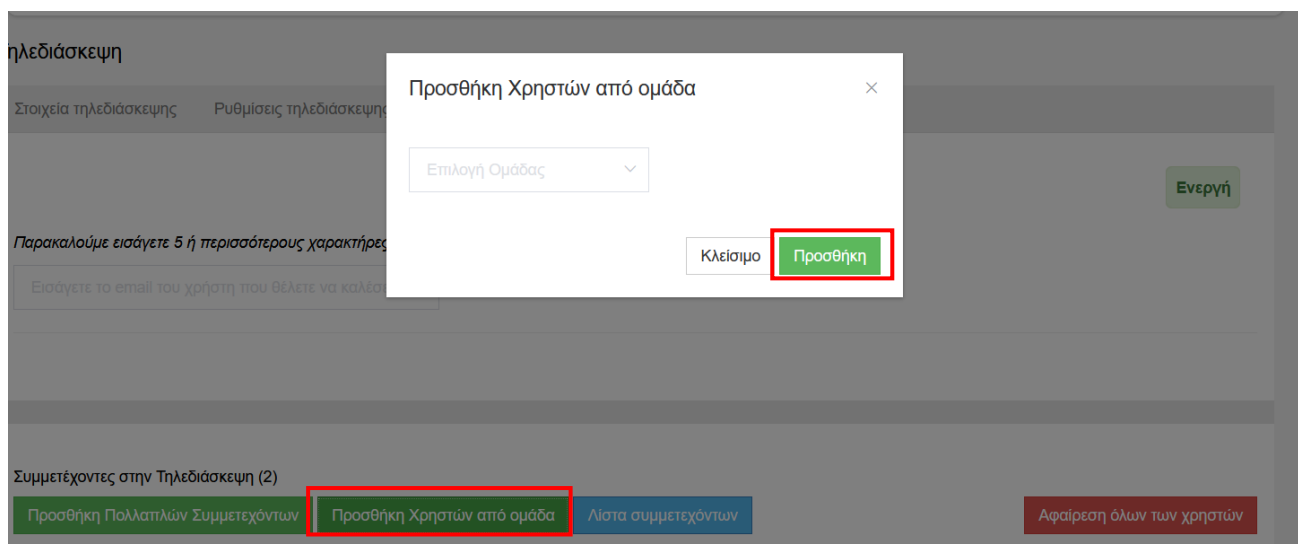 ηλεδιάσκεψη
Προσθήκη Χρηστών από ομάδα
Στοιχεία τηλεδιάσκεψης Ρυθμίσεις τηλεδιάσκεψης
Επιλογή Ομάδας
Ενεργή
Παρακαλούμε εισάγετε 5 ή περισσότερους χαρακτήρες
Κλείσιμο Προσθήκη
Εισάγετε το email του χρήστη που θέλετε να καλέσε
Συμμετέχοντες στην Τηλεδιάσκεψη (2)
Προσθήκη Πολλαπλών Συμμετεχόντων Προσθήκη Χρηστών από ομάδα Λίστα συμμετεχόντων Αφαίρεση όλων των χρηστών